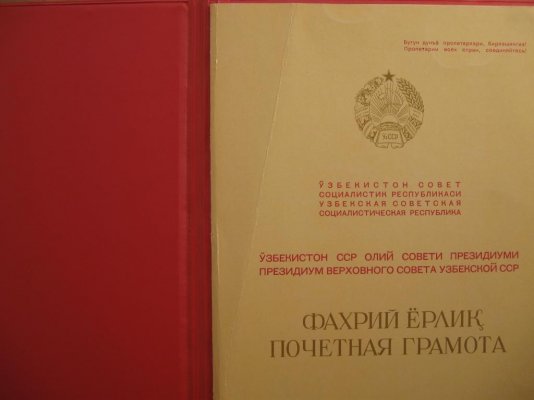 Бутун дунё пролетарлари, бирлашингиз!
Пролетарии всех стран, соединяйтесь!
ЎзССР
ЎЗБЕКИСТОН СОВЕТ
СОЦИАЛИСТИК РЕСПУБЛИКАСИ
УЗБЕКСКАЯ СОВЕТСКАЯ
СОЦИАЛИСТИЧЕСКАЯ РЕСПУБЛИКА
ЎЗБЕКИСТОН ССР ОЛИЙ СОВЕТИ ПРЕЗИДИУМИ
ПРЕЗИДИУМ ВЕРХОВНОГО СОВЕТА УЗБЕКСКОЙ ССР
ФАХРИЙ ЁРЛИҚ
ПОЧЕТНАЯ ГРАМОТА